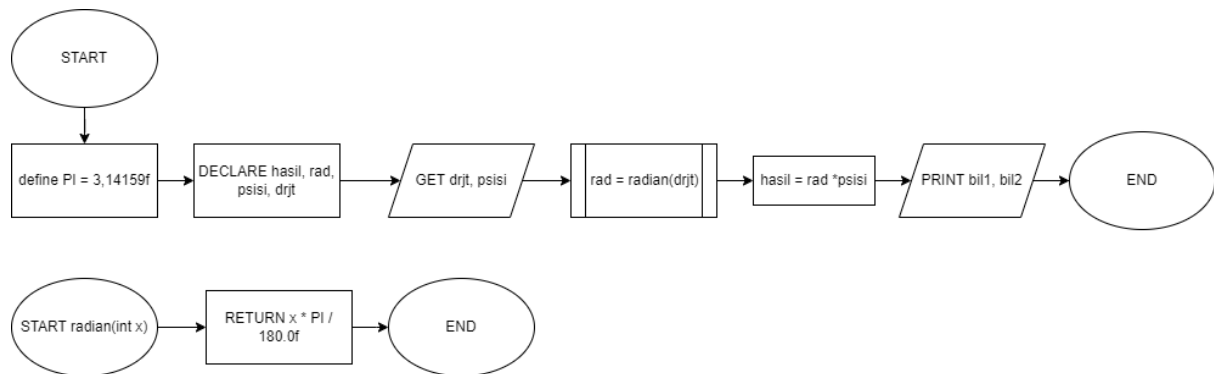 START
define PI = 3,14159f
DECLARE hasil, rad,
psisi, drjt
GET drjt, psisi
rad = radian(drjt)
hasil = rad *psisi
PRINT bil1, bil2
END
START radian(int x)
RETURN x * PI /
180.0f
END